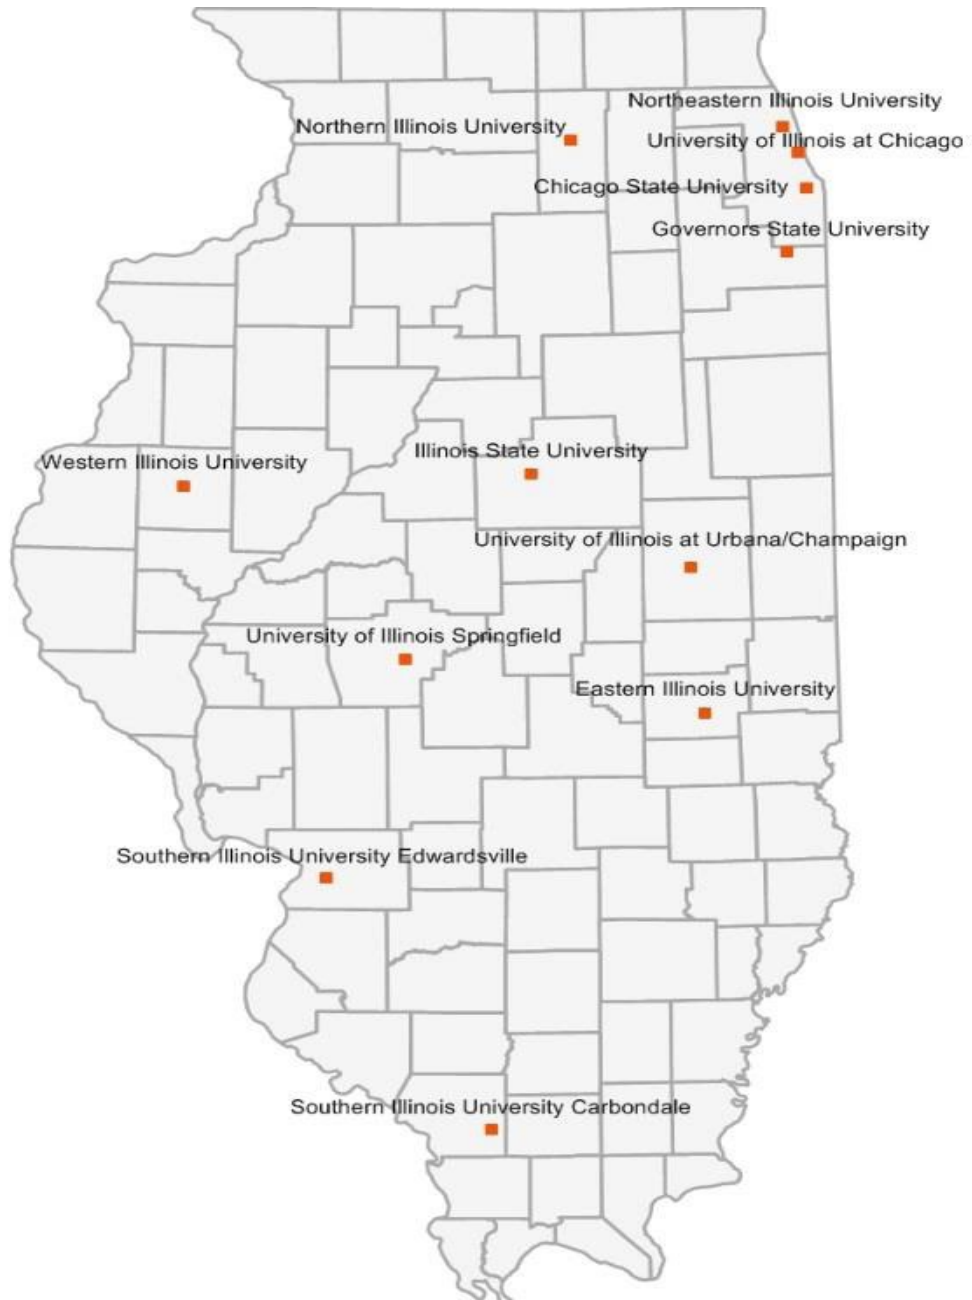 Northeastern Illinois University
Northern Illinois University
University of Illinois at Chicago
Chicago State University
Governors State University
Illinois State University
Western Illinois University
University of Illinois at Urbana/Champaign
University of Illinois Springfield
Eastern Illinois University
Southern Illinois University Edwardsville
Southern Illinois University Carbondale